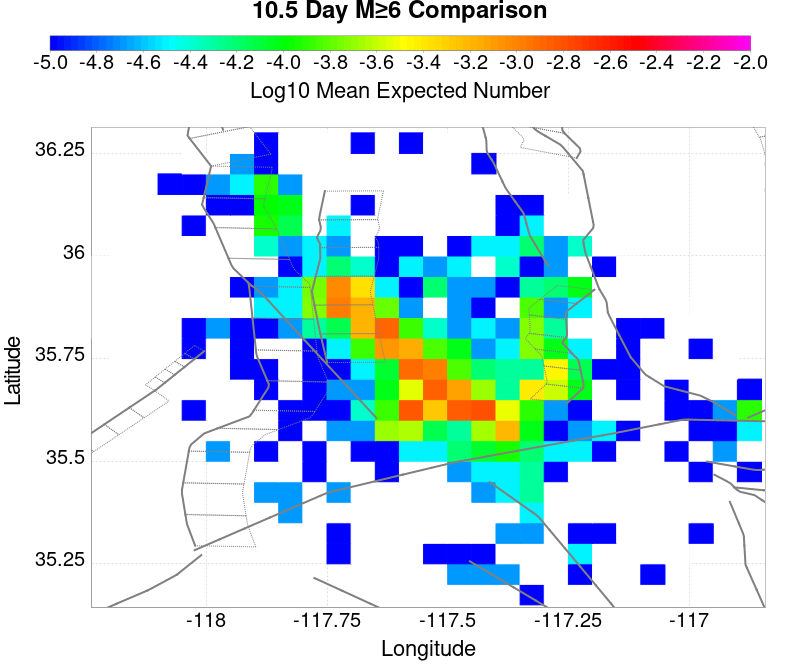 10.5 Day M≥6 Comparison
-5.0 -4.8 -4.6 -4.4 -4.2 -4.0 -3.8 -3.6 -3.4 -3.2 -3.0 -2.8 -2.6 -2.4 -2.2 -2.0
Log10 Mean Expected Number
36.25
36
35.75
35.5
35.25
Latitude
-118 -117.75 -117.5 -117.25 -117
Longitude